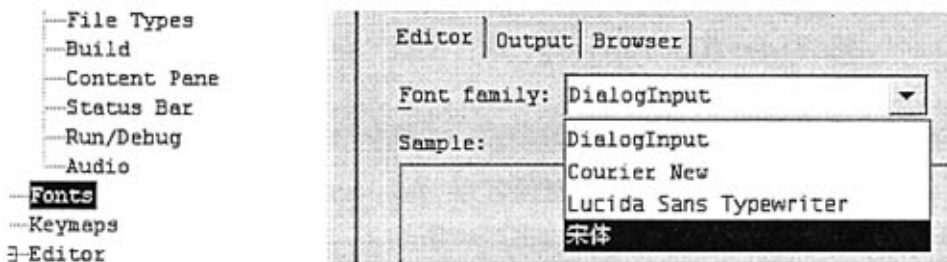 File Types
Build
Content Pane
Status Bar
Run/Debug
Audio
Fonts
Keymaps
Editor
Editor Output Browser
Font family: DialogInput
Sample:
DialogInput
Courier New
Lucida Sans Typewriter
宋体